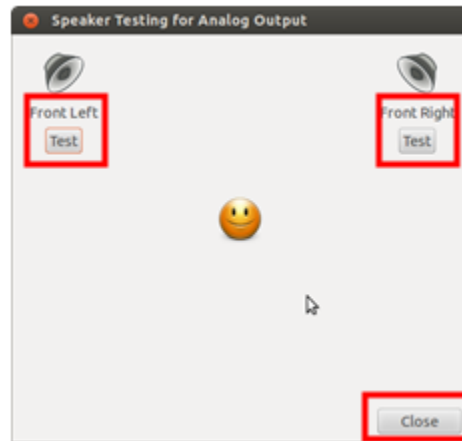 Speaker Testing for Analog Output
Front Left
Front Right
Test
Test
Close